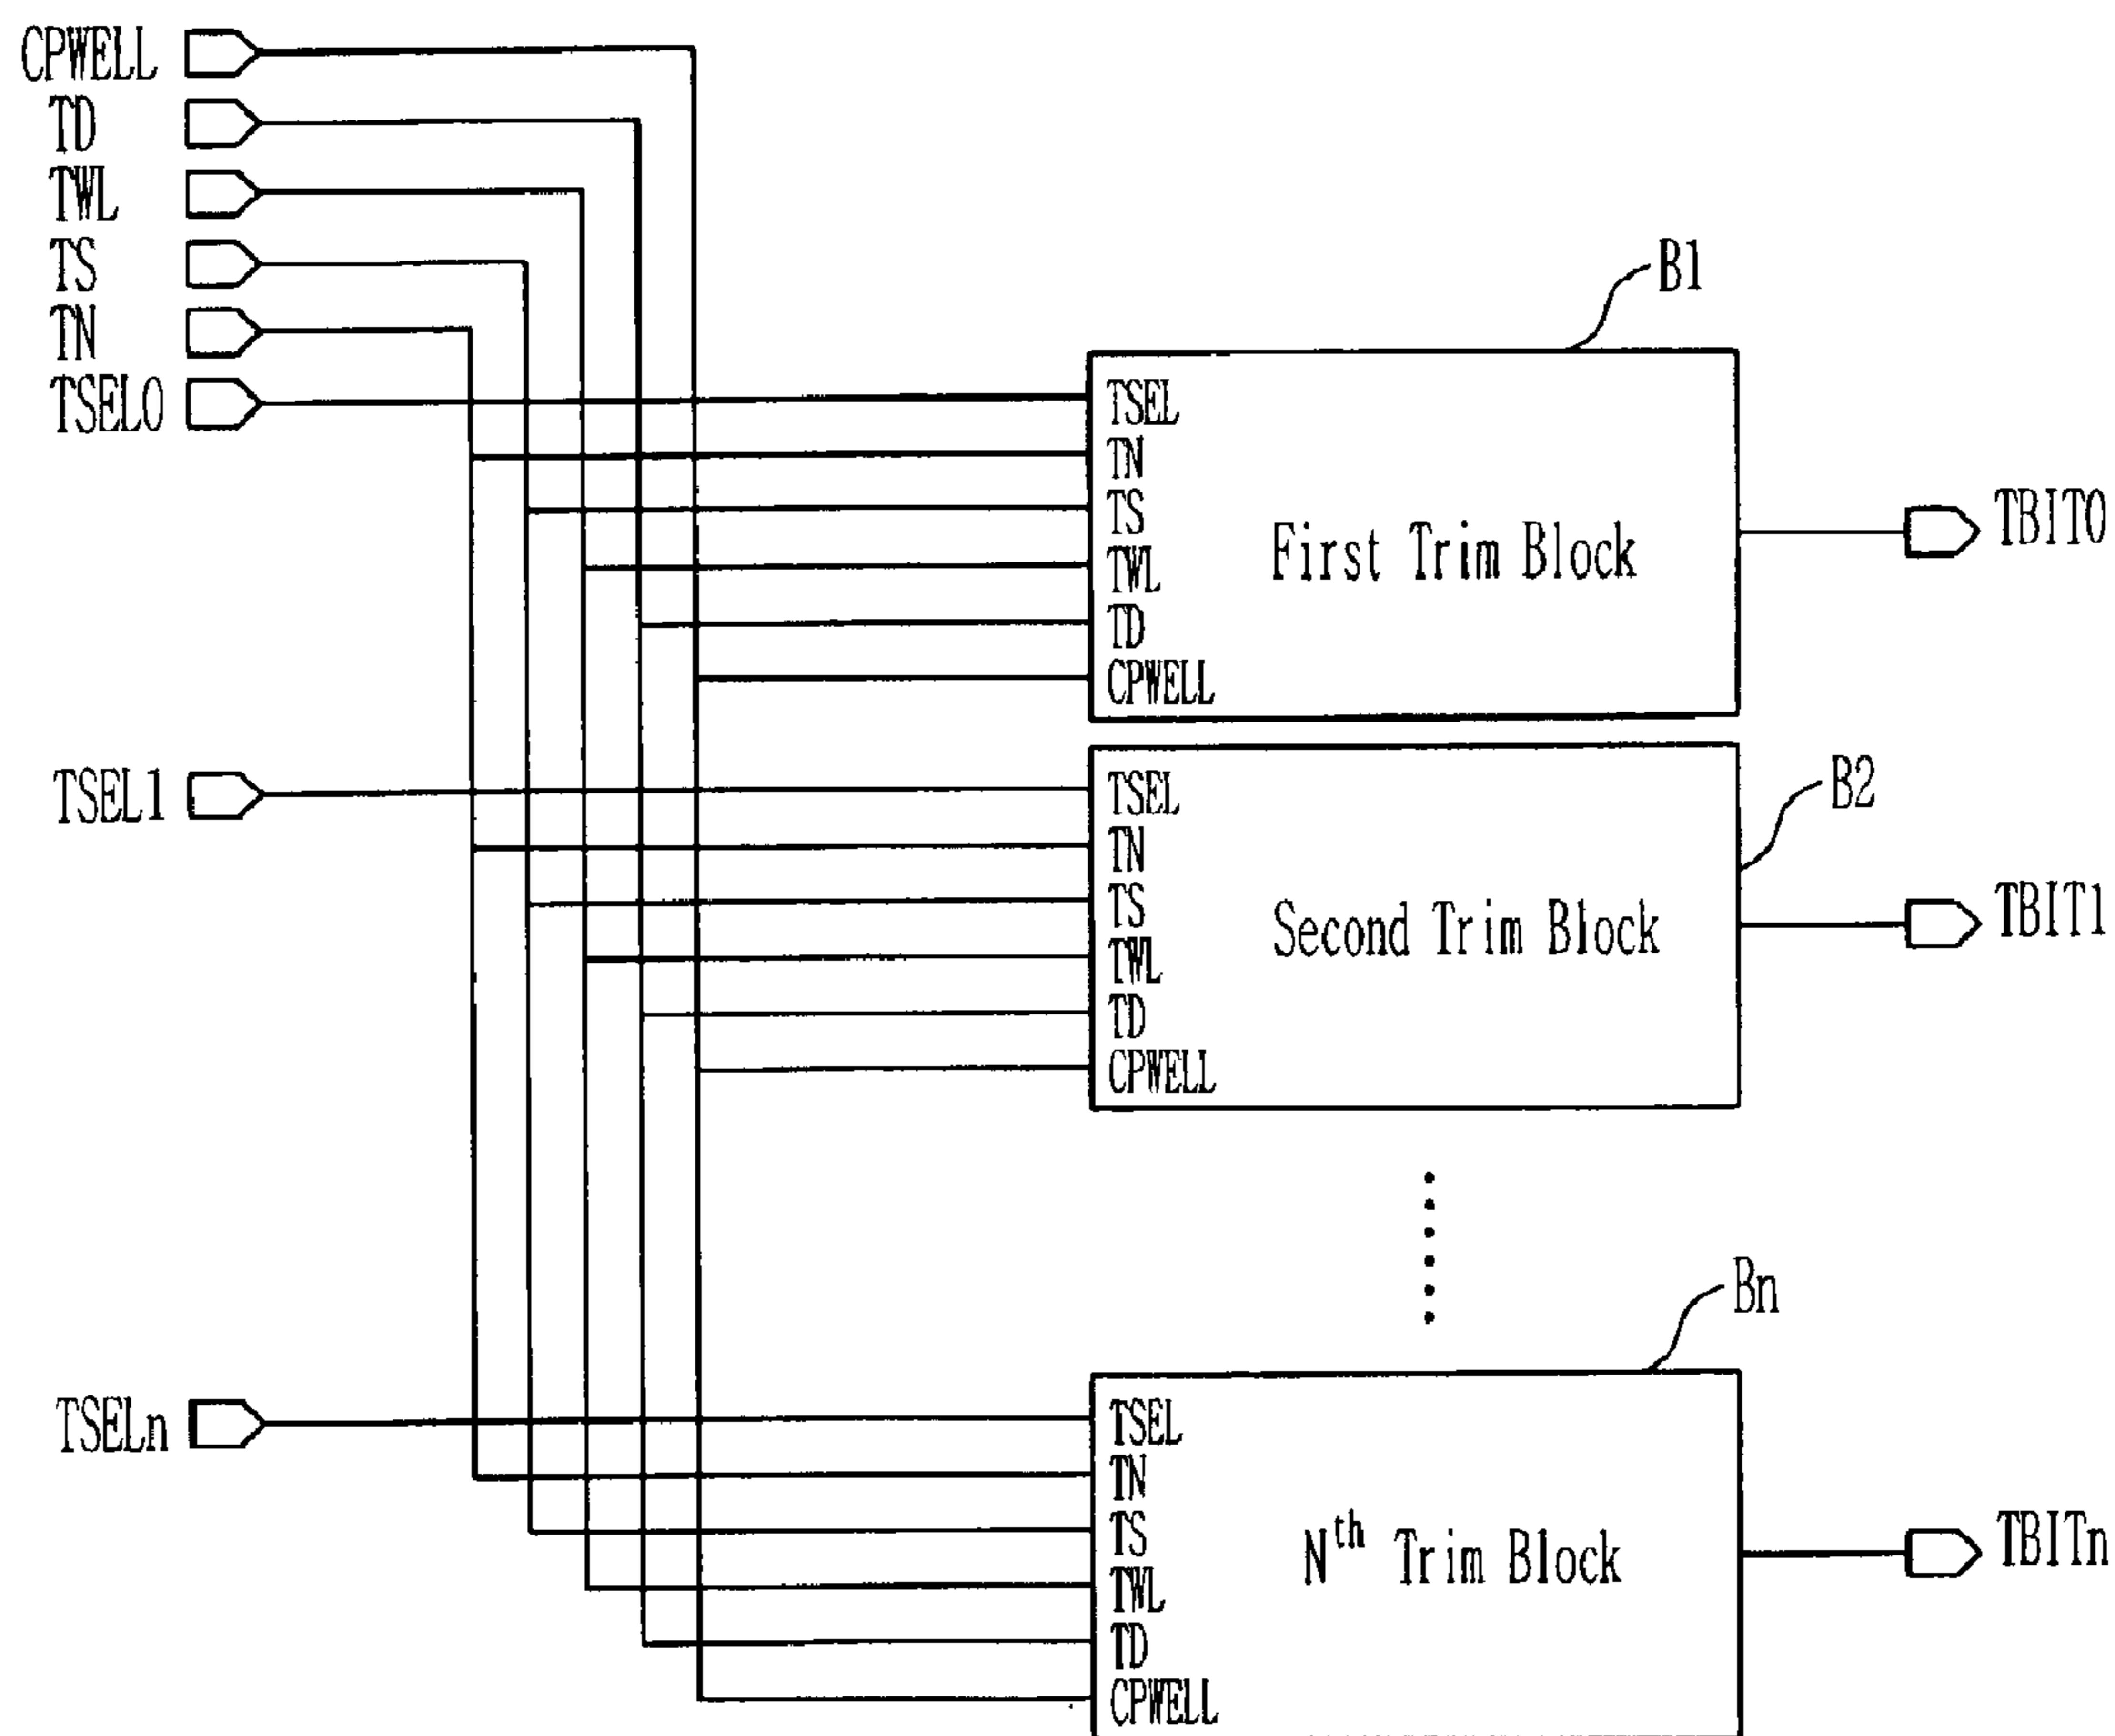 CPWELL
TD
TWL
TS
TN
TSEL0
B1
TSEL
TN
TS
TWL
TD
CPWELL
First Trim Block
TBIT0
TSEL1
B2
TSEL
TN
TS
TWL
TD
CPWELL
Second Trim Block
TBIT1
Bn
TSELn
TSEL
TN
TS
TWL
TD
CPWELL
Nth Trim Block
TBITn